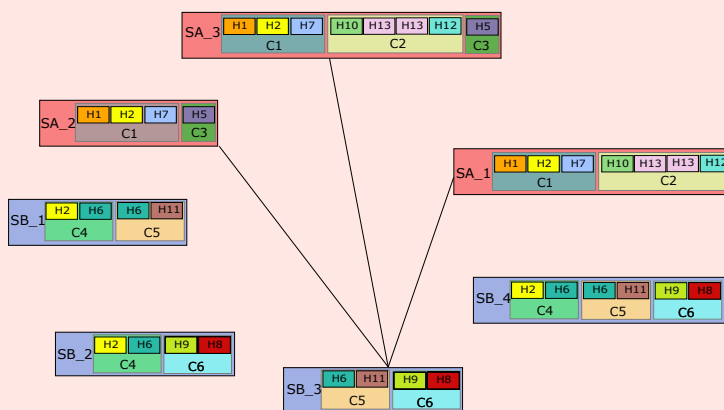 SA_3 H1 H2 H7 H10 H13 H13 H12 H5
C1 C2 C3
SA_2 H1 H2 H7 H5
C1 C3
SA_1 H1 H2 H7 H10 H13 H13 H12
C1 C2
SB_1 H2 H6 H6 H11
C4 C5
SB_4 H2 H6 H6 H11 H9 H8
C4 C5 C6
SB_2 H2 H6 H9 H8
C4 C6
SB_3 H6 H11 H9 H8
C5 C6